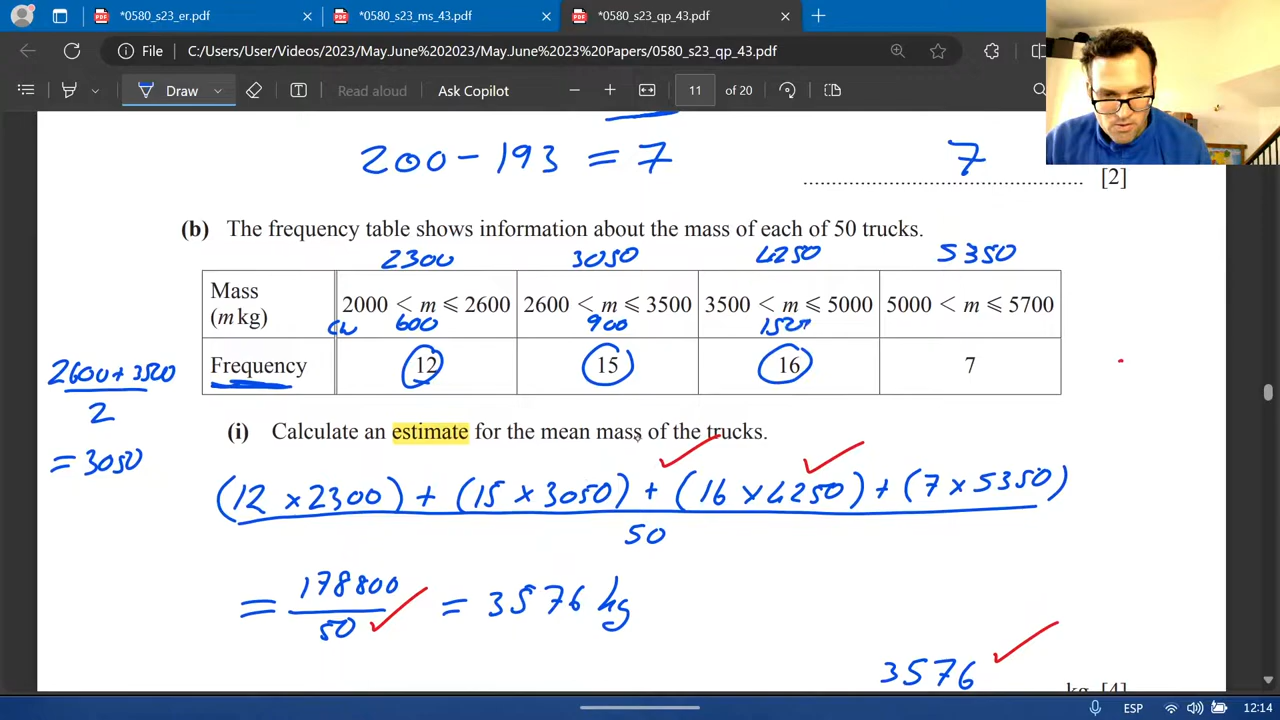 *0580_s23_er.pdf
*0580_s23_ms_43.pdf
*0580_s23_qp_43.pdf
File C:/Users/User/Videos/2023/May.June%202023/May.June%2023%20Papers/0580_s23_qp_43.pdf
Draw Read aloud Ask Copilot 11 of 20
200 - 193 = 7
7
[2]
(b) The frequency table shows information about the mass of each of 50 trucks.
2300 3050 4250 5350
Mass (m kg) 2000 < m ⩽ 2600 2600 < m ⩽ 3500 3500 < m ⩽ 5000 5000 < m ⩽ 5700
CW 600 900 1500
Frequency 12 15 16 7
2600+3500
2
= 3050
(i) Calculate an estimate for the mean mass of the trucks.
(12 × 2300) + (15 × 3050) + (16 × 4250) + (7 × 5350)
50
= 178800
50
= 3576 kg
3576
kg [4]
ESP 12:14